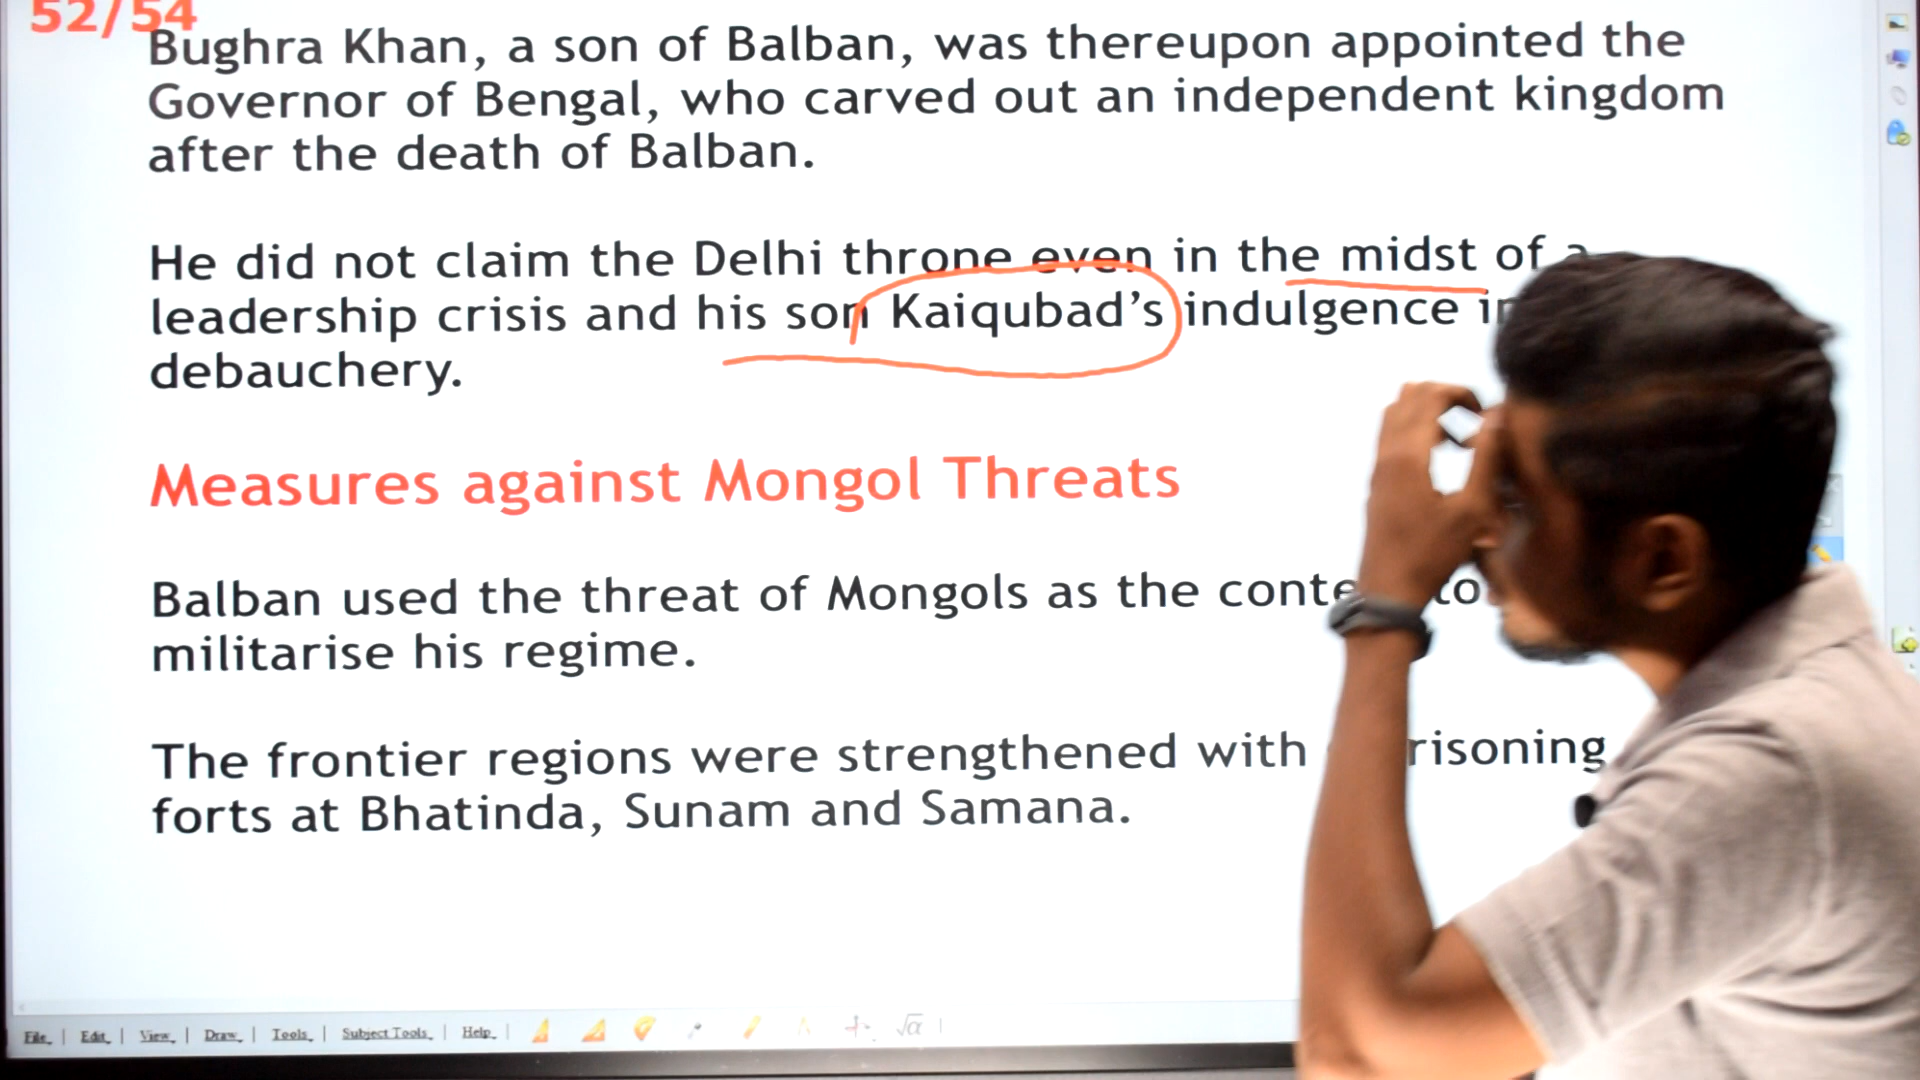 52/54
Bughra Khan, a son of Balban, was thereupon appointed the
Governor of Bengal, who carved out an independent kingdom
after the death of Balban.
He did not claim the Delhi throne even in the midst of a
leadership crisis and his son Kaiqubad's indulgence
debauchery.
Measures against Mongol Threats
Balban used the threat of Mongols as the to
militarise his regime.
The frontier regions were strengthened with
forts at Bhatinda, Sunam and Samana.
File Edit View Draw Tools Subject Tools Help